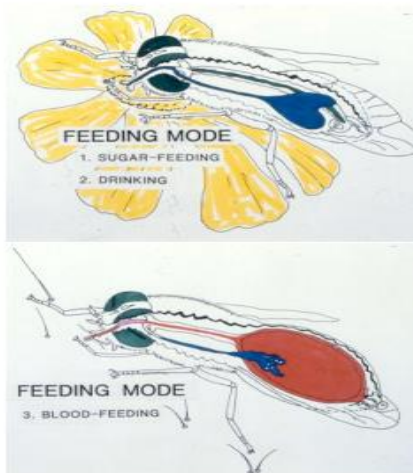 FEEDING MODE
1. SUGAR-FEEDING
2. DRINKING
FEEDING MODE
3. BLOOD-FEEDING